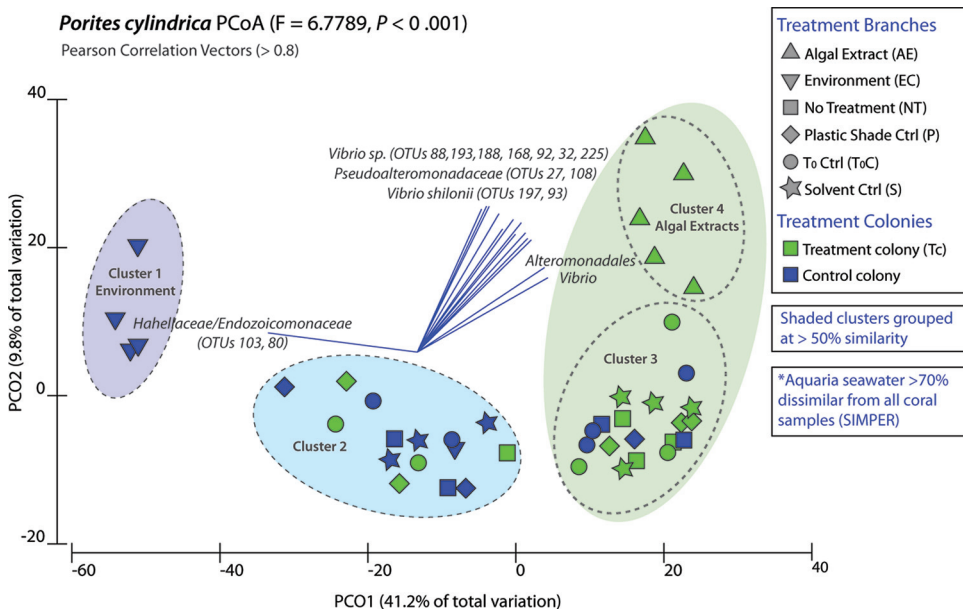 Porites cylindrica PCoA (F = 6.7789, P < 0 .001)
Pearson Correlation Vectors (> 0.8)
40
20
0
-20
PCO2 (9.8% of total variation)
Vibrio sp. (OTUs 88,193,188, 168, 92, 32, 225)
Pseudoalteromonadaceae (OTUs 27, 108)
Vibrio shilonii (OTUs 197, 93)
Alteromonadales
Vibrio
Hahellaceae/Endozoicomonaceae
(OTUs 103, 80)
Cluster 1
Environment
Cluster 2
Cluster 3
Cluster 4
Algal Extracts
-60
-40
-20
0
20
40
PCO1 (41.2% of total variation)
Treatment Branches
Algal Extract (AE)
Environment (EC)
No Treatment (NT)
Plastic Shade Ctrl (P)
T0 Ctrl (T0C)
Solvent Ctrl (S)
Treatment Colonies
Treatment colony (Tc)
Control colony
Shaded clusters grouped
at > 50% similarity
*Aquaria seawater >70%
dissimilar from all coral
samples (SIMPER)